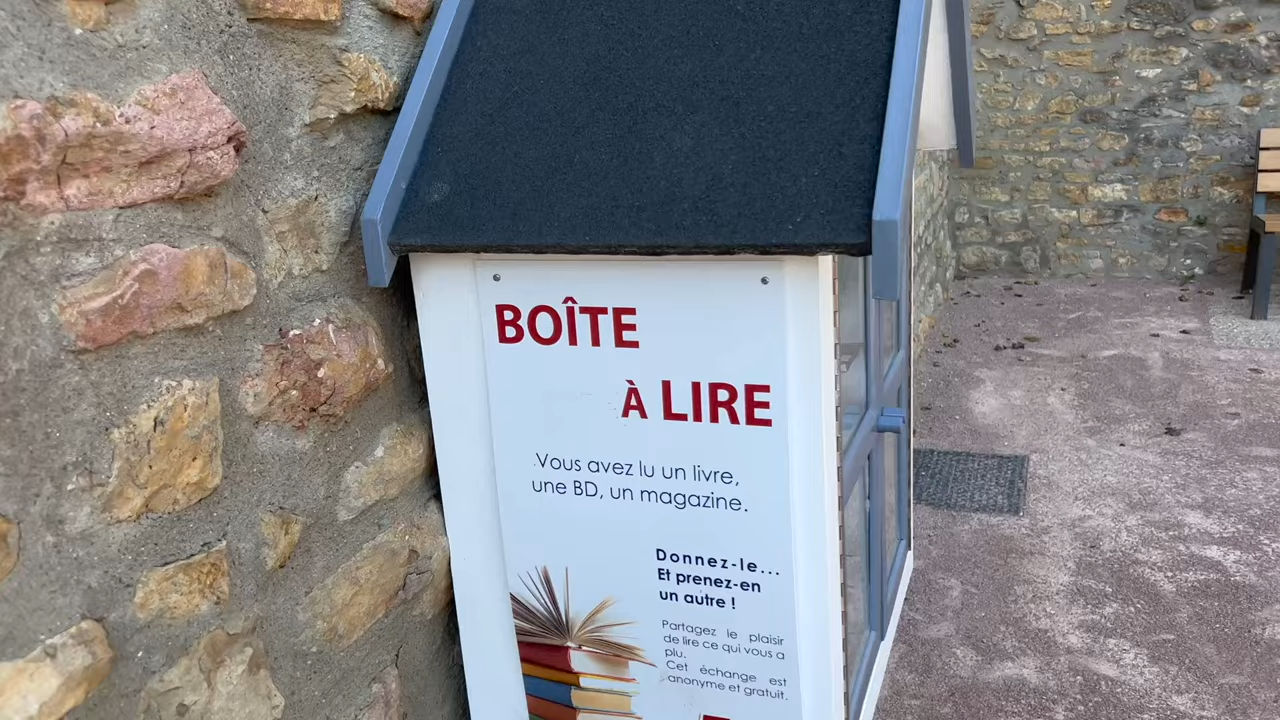 BOÎTE
À LIRE
Vous avez lu un livre,
une BD, un magazine.
Donnez-le...
Et prenez-en
un autre !
Partagez le plaisir
de lire ce qui vous a
plu.
Cet échange est
anonyme et gratuit.